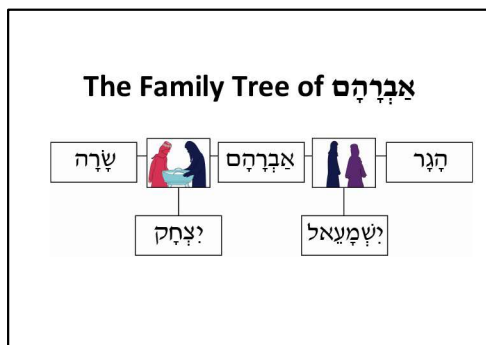 The Family Tree of אַבְרָהָם
שָׂרָה
אַבְרָהָם
הָגָר
יִצְחָק
יִשְׁמָעֵאל